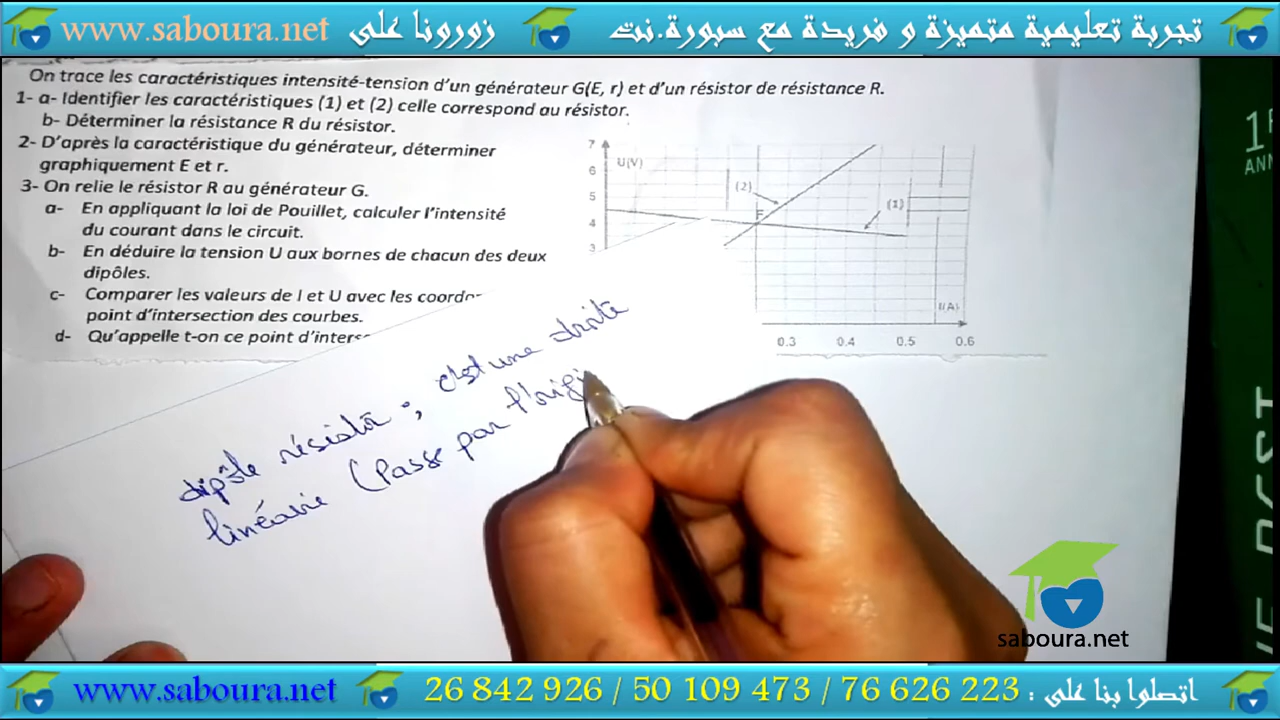 www.saboura.net زورونا على تجربة تعليمية متميزة و فريدة مع سبورة.نت
On trace les caractéristiques intensité-tension d'un générateur G(E, r) et d'un résistor de résistance R.
1- a- Identifier les caractéristiques (1) et (2) celle correspond au résistor.
b- Déterminer la résistance R du résistor.
2- D'après la caractéristique du générateur, déterminer
graphiquement E et r.
3- On relie le résistor R au générateur G.
a- En appliquant la loi de Pouillet, calculer l'intensité
du courant dans le circuit.
b- En déduire la tension U aux bornes de chacun des deux
dipôles.
c- Comparer les valeurs de I et U avec les coord
point d'intersection des courbes.
d- Qu'appelle t-on ce point d'inters
7
U(V)
6
(2)
5
(1)
4
3
I(A)
0.3 0.4 0.5 0.6
dipôle résistor : c'est une droite
linéaire (Passe par l'origi
1
ANN
saboura.net
www.saboura.net 26 842 926 / 50 109 473 / 76 626 223 : اتصلوا بنا على